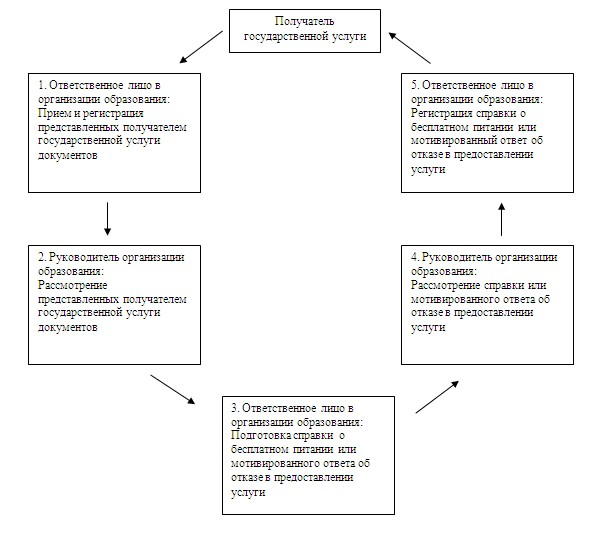 Получатель
государственной услуги
1. Ответственное лицо в
организации образования:
Прием и регистрация
представленных получателем
государственной услуги
документов
2. Руководитель организации
образования:
Рассмотрение
представленных получателем
государственной услуги
документов
3. Ответственное лицо в
организации образования:
Подготовка справки о
бесплатном питании или
мотивированного ответа об
отказе в предоставлении
услуги
4. Руководитель организации
образования:
Рассмотрение справки или
мотивированного ответа об
отказе в предоставлении
услуги
5. Ответственное лицо в
организации образования:
Регистрация справки о
бесплатном питании или
мотивированный ответ об
отказе в предоставлении
услуги